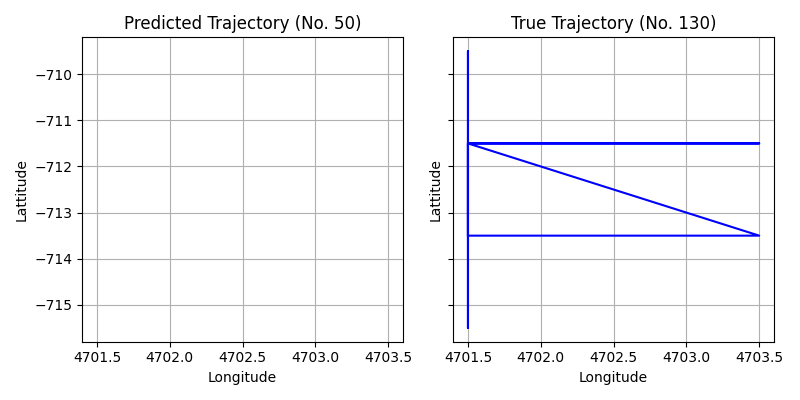 Predicted Trajectory (No. 50)
True Trajectory (No. 130)
Lattitude
−710
−711
−712
−713
−714
−715
4701.5 4702.0 4702.5 4703.0 4703.5
Longitude
Lattitude
4701.5 4702.0 4702.5 4703.0 4703.5
Longitude